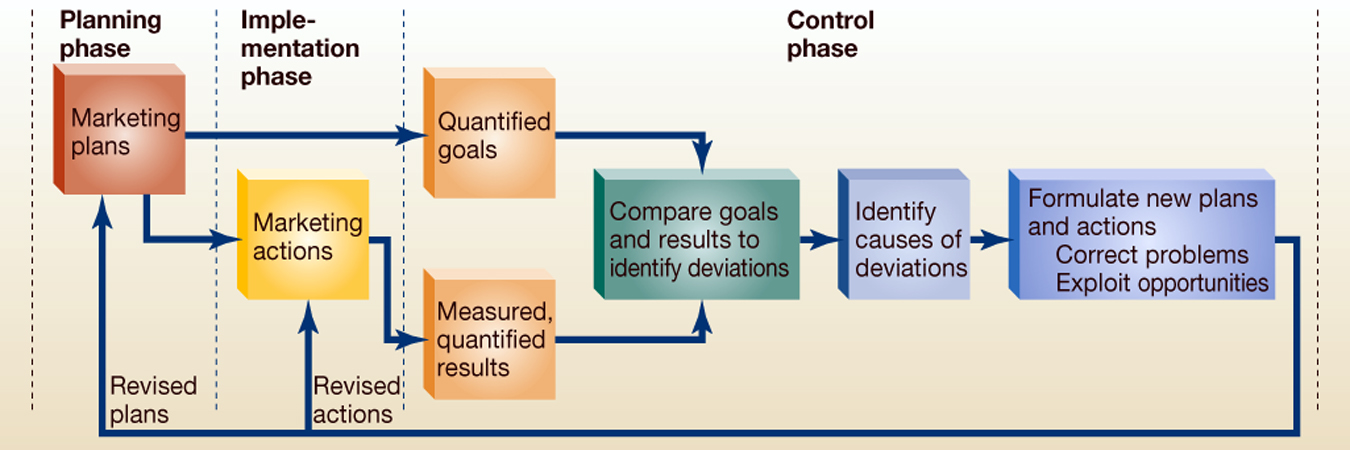 Planning
phase
Imple-
mentation
phase
Control
phase
Marketing
plans
Quantified
goals
Marketing
actions
Measured,
quantified
results
Compare goals
and results to
identify deviations
Identify
causes of
deviations
Formulate new plans
and actions
Correct problems
Exploit opportunities
Revised
plans
Revised
actions